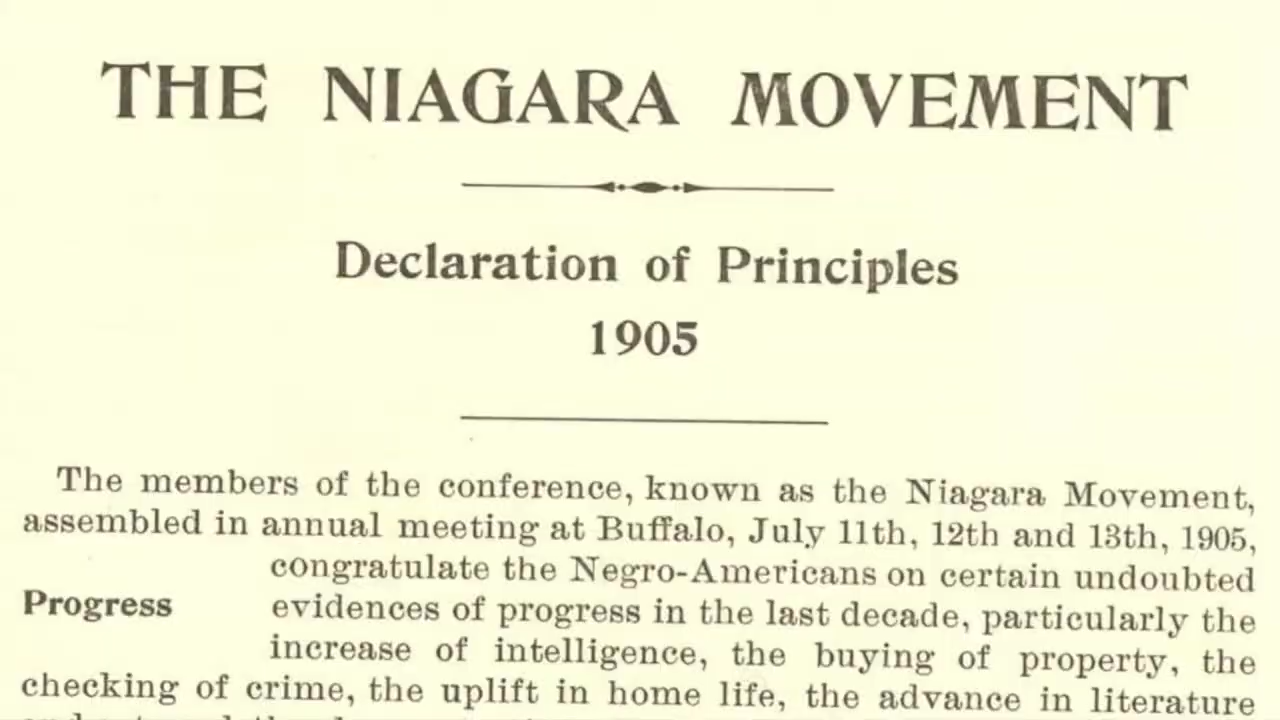 THE NIAGARA MOVEMENT
Declaration of Principles
1905
The members of the conference, known as the Niagara Movement,
assembled in annual meeting at Buffalo, July 11th, 12th and 13th, 1905,
congratulate the Negro-Americans on certain undoubted
Progress evidences of progress in the last decade, particularly the
increase of intelligence, the buying of property, the
checking of crime, the uplift in home life, the advance in literature